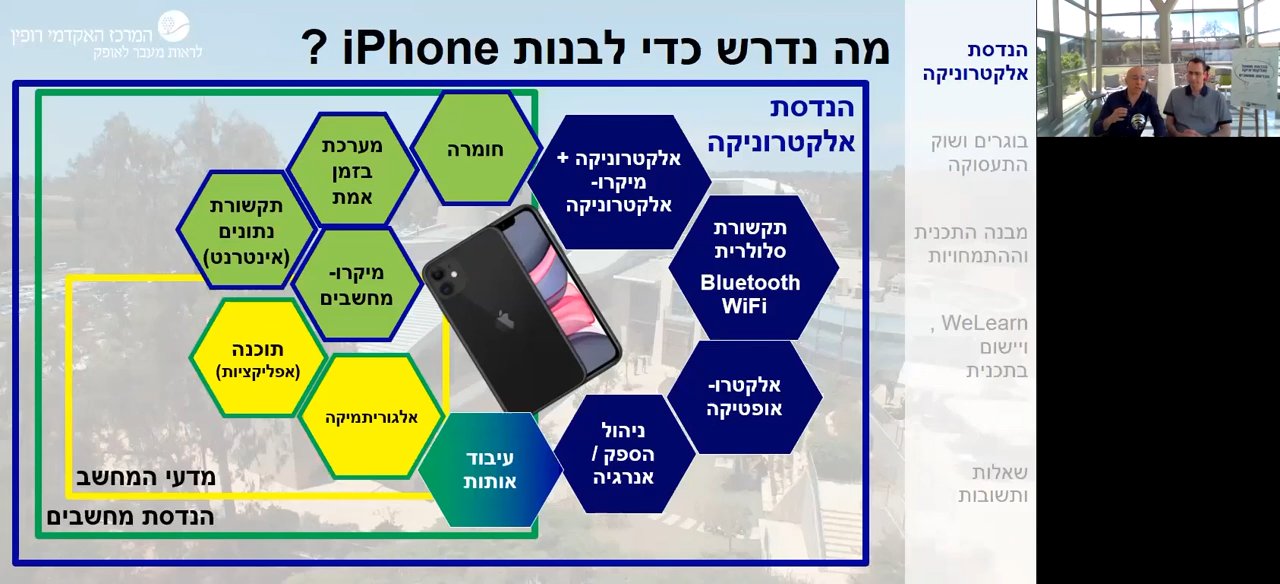 המרכז האקדמי רופין
לראות מעבר לאופק
מה נדרש כדי לבנות iPhone ?
הנדסת
אלקטרוניקה
אלקטרוניקה +
מיקרו-
אלקטרוניקה
חומרה
מערכת
בזמן
אמת
תקשורת
נתונים
(אינטרנט)
מיקרו-
מחשבים
תקשורת
סלולרית
Bluetooth
WiFi
תוכנה
(אפליקציות)
אלגוריתמיקה
אלקטרו-
אופטיקה
ניהול
הספק /
אנרגיה
עיבוד
אותות
מדעי המחשב
הנדסת מחשבים
הנדסת
אלקטרוניקה
בוגרים ושוק
התעסוקה
מבנה התכנית
וההתמחויות
WeLearn ,
ויישום
בתכנית
שאלות
ותשובות